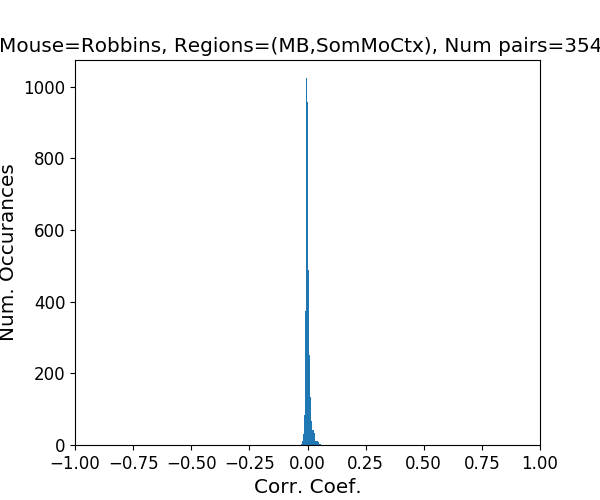 Mouse=Robbins, Regions=(MB,SomMoCtx), Num pairs=354
Num. Occurances
1000
800
600
400
200
0
−1.00 −0.75 −0.50 −0.25 0.00 0.25 0.50 0.75 1.00
Corr. Coef.